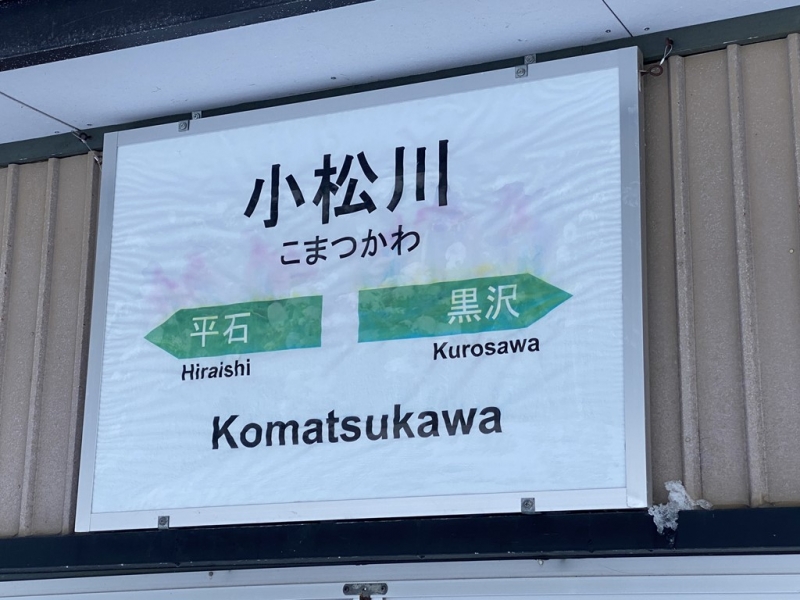 小松川
こまつかわ
平石
Hiraishi
黒沢
Kurosawa
Komatsukawa